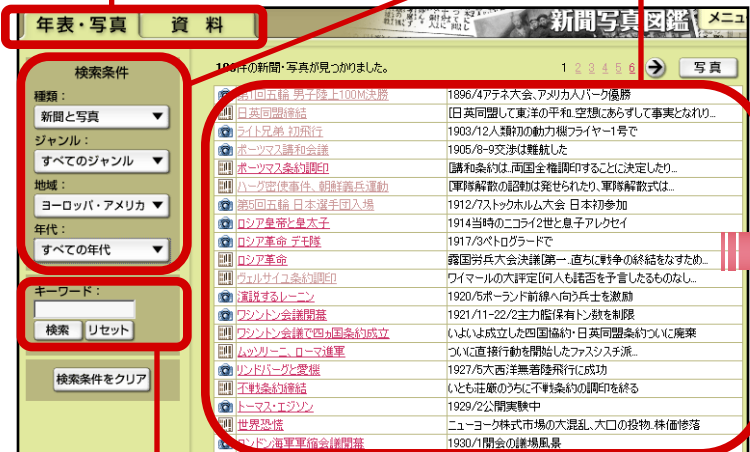 年表・写真
資 料
新聞写真図鑑
メニュ
検索条件
種類：
新聞と写真
ジャンル：
すべてのジャンル
地域：
ヨーロッパ・アメリカ
年代：
すべての年代
キーワード：
検索
リセット
検索条件をクリア
件の新聞・写真が見つかりました。
1 2 3 4 5 6
写真
第1回五輪 男子陸上100M決勝 1896/4アテネ大会、アメリカ人バーク優勝
日英同盟締結 [日英同盟して東洋の平和.空想にあらずして事実となれり...
ライト兄弟 初飛行 1903/12人類初の動力機フライヤー1号で
ポーツマス講和会議 1905/8-9交渉は難航した
ポーツマス条約調印 [講和条約は.両国全権調印することに決定したり...
ハーグ密使事件、朝鮮義兵運動 [軍隊解散の詔勅は発せられたり、軍隊解散式は...
第5回五輪 日本選手団入場 1912/7ストックホルム大会 日本初参加
ロシア皇帝と皇太子 1914当時のニコライ2世と息子アレクセイ
ロシア革命 デモ隊 1917/3ペトログラードで
ロシア革命 露国労兵大会決議[第一.直ちに戦争の終結をなすため...
ヴェルサイユ条約調印 ワイマールの大評定[何人も諾否を予言したるものなし...
演説するレーニン 1920/5ポーランド前線へ向う兵士を激励
ワシントン会議開幕 1921/11-22/2主力艦保有トン数を制限
ワシントン会議で四カ国条約成立 いよいよ成立した四国協約・日英同盟条約ついに廃棄
ムッソリーニ、ローマ進軍 ついに直接行動を開始したファスシスチ派...
リンドバーグと愛機 1927/5大西洋無着陸飛行に成功
不戦条約締結 いとも荘厳のうちに不戦条約の調印を終る
トーマス・エジソン 1929/2公開実験中
世界恐慌 ニューヨーク株式市場の大混乱、大口の投物.株価惨落
ロンドン海軍軍縮会議開幕 1930/1開会の議場風景